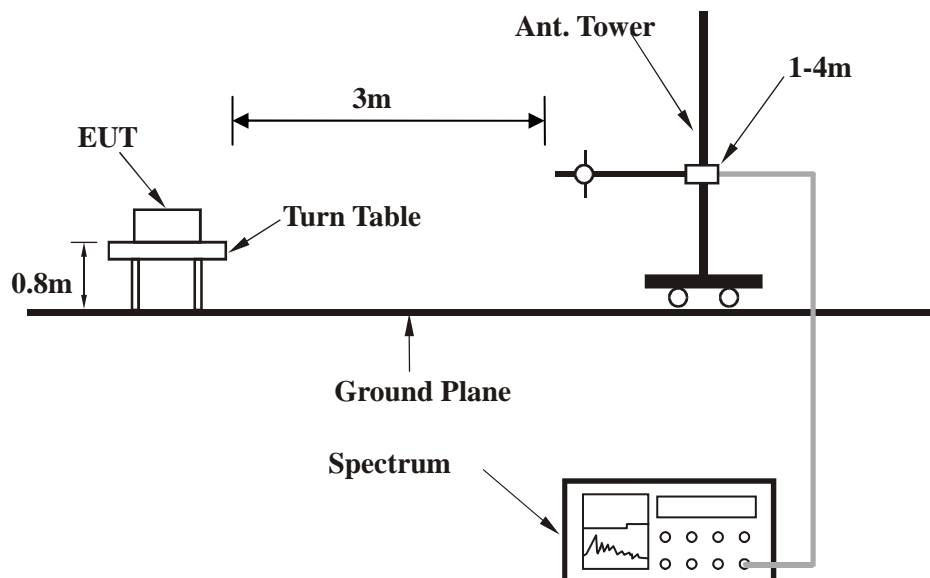 Ant. Tower
1-4m
3m
EUT
Turn Table
0.8m
Ground Plane
Spectrum